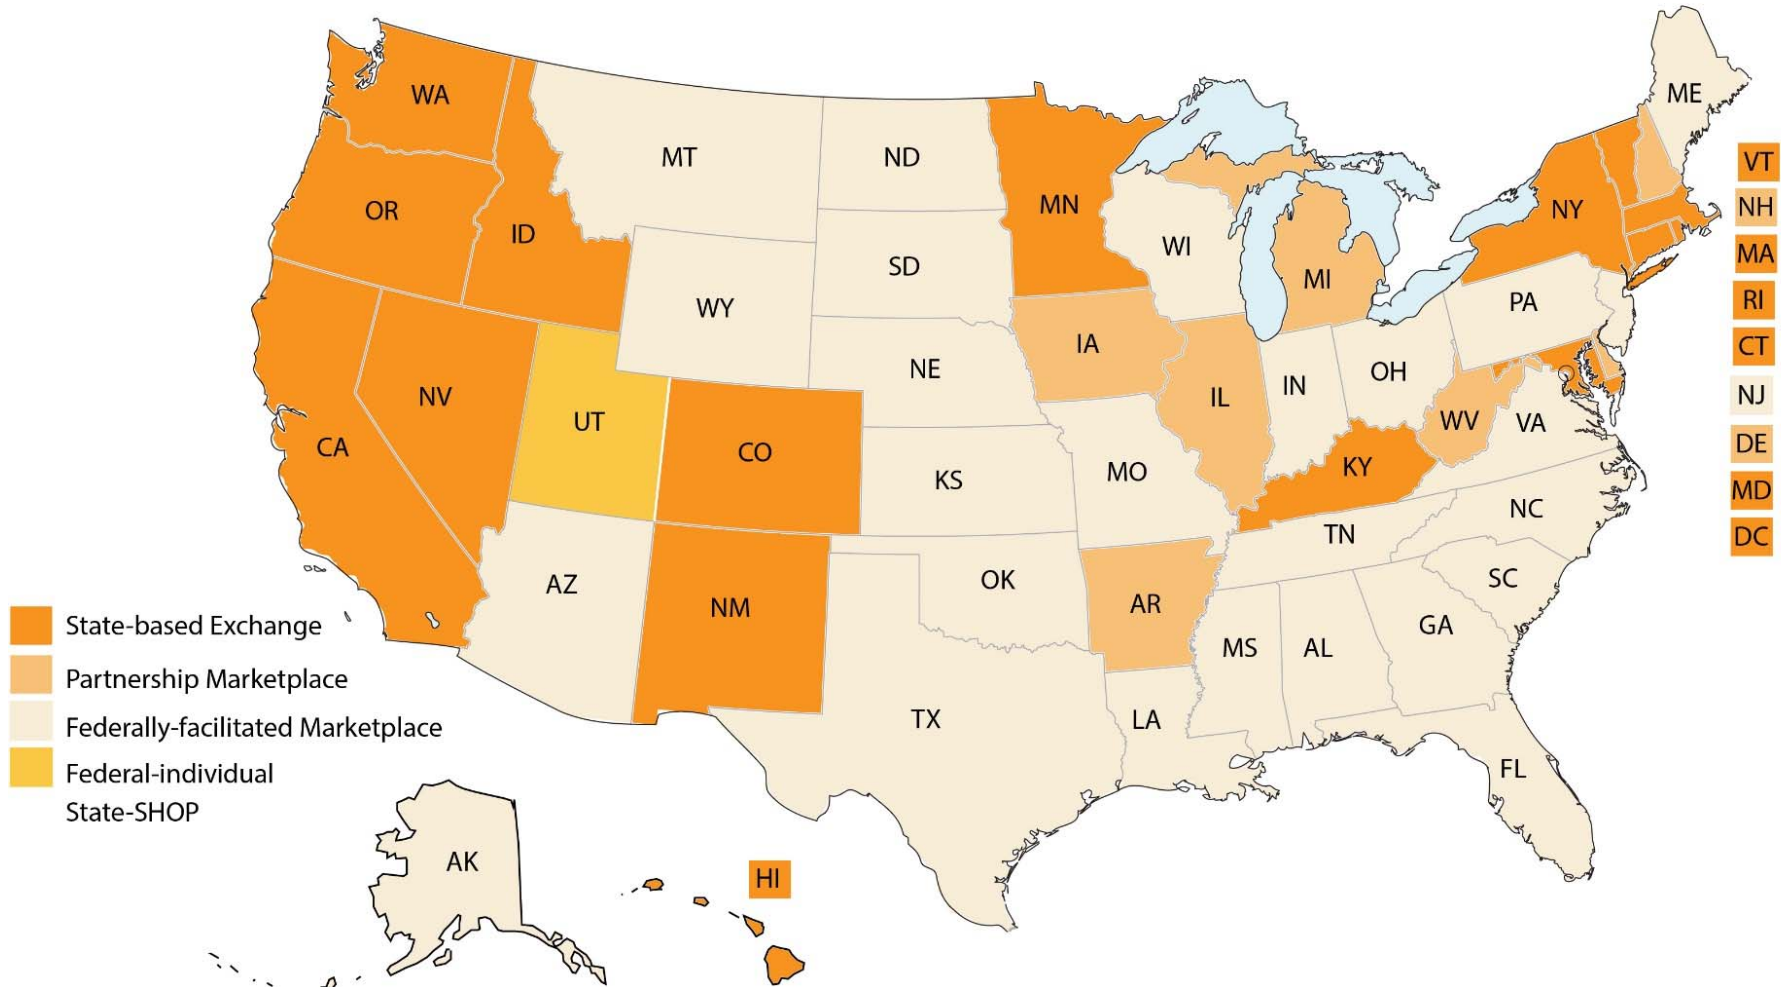 WA
MT
ND
MN
ME
VT
OR
ID
SD
WI
MI
NY
NH
MA
WY
NE
IA
PA
RI
CT
NV
UT
CO
KS
MO
IL
IN
OH
WV
VA
NJ
DE
CA
KY
MD
DC
AZ
NM
OK
AR
TN
NC
SC
TX
LA
MS
AL
GA
FL
State-based Exchange
Partnership Marketplace
Federally-facilitated Marketplace
Federal-individual
State-SHOP
AK
HI